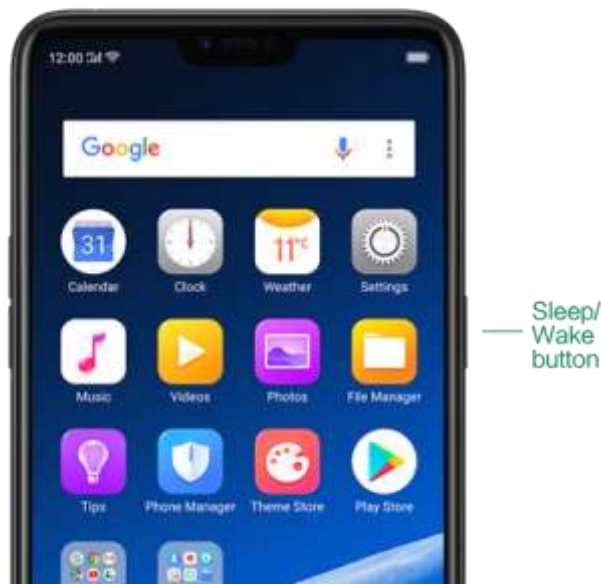 12:00
Google
31
11°c
Calendar
Clock
Weather
Settings
Music
Videos
Photos
File Manager
Tips
Phone Manager
Theme Store
Play Store
Sleep/
Wake
button